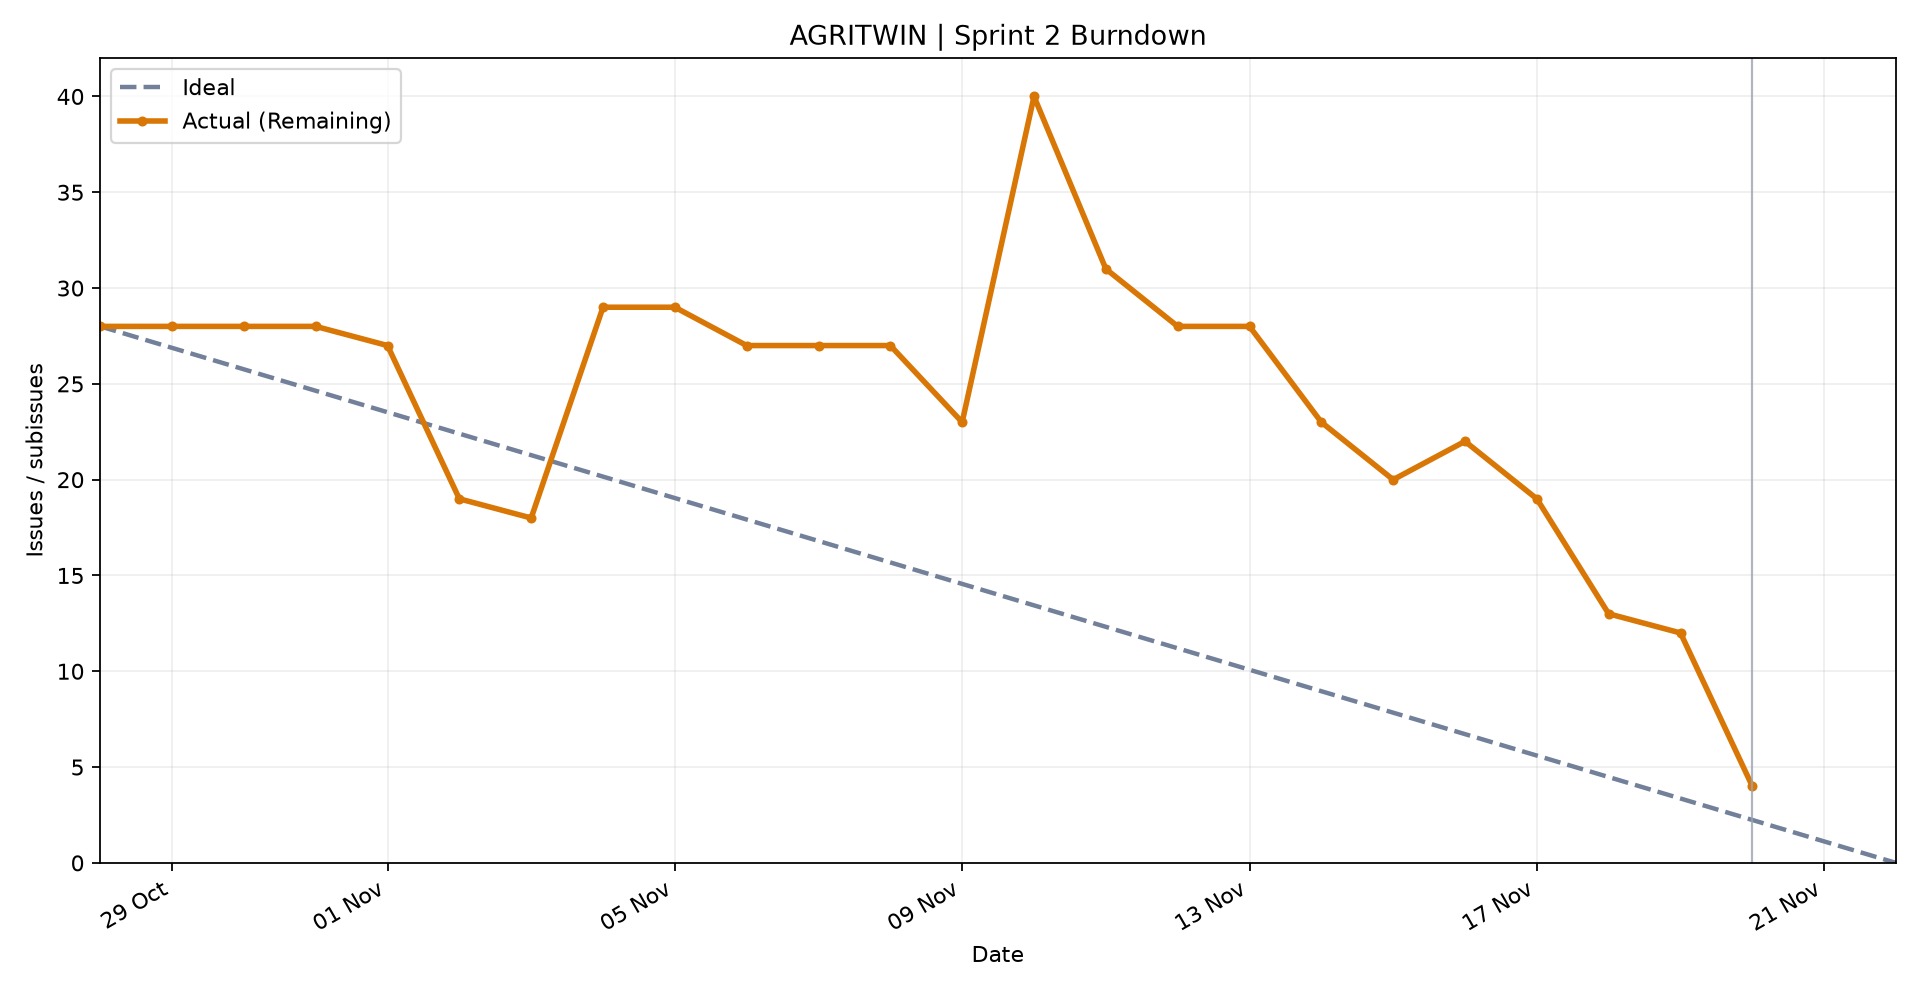 AGRITWIN | Sprint 2 Burndown
Ideal
Actual (Remaining)
Issues / subissues
40
35
30
25
20
15
10
5
0
29 Oct
01 Nov
05 Nov
09 Nov
13 Nov
17 Nov
21 Nov
Date